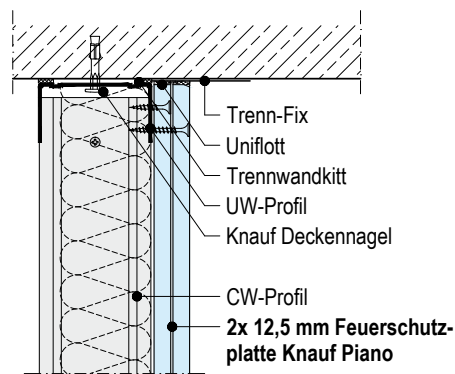 Trenn-Fix
Uniflott
Trennwandkitt
UW-Profil
Knauf Deckennagel
CW-Profil
2x 12,5 mm Feuerschutz-
platte Knauf Piano